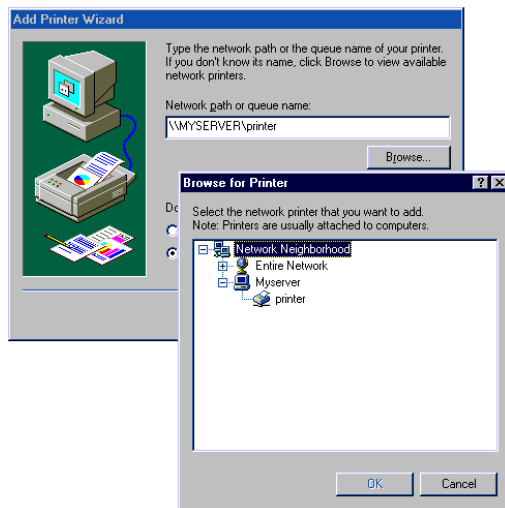 Add Printer Wizard
Type the network path or the queue name of your printer.
If you don't know its name, click Browse to view available
network printers.
Network path or queue name:
\\MYSERVER\printer
Browse...
Do
Browse for Printer
Select the network printer that you want to add.
Note: Printers are usually attached to computers.
Network Neighborhood
Entire Network
Myserver
printer
OK
Cancel